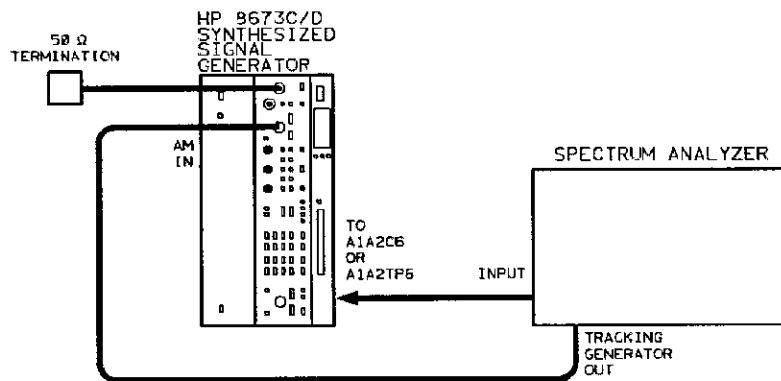 HP 8673C/D
SYNTHESIZED
SIGNAL
GENERATOR
50 Ω
TERMINATION
AM
IN
SPECTRUM ANALYZER
TO
A1A2C6
OR
A1A2TP5
INPUT
TRACKING
GENERATOR
OUT